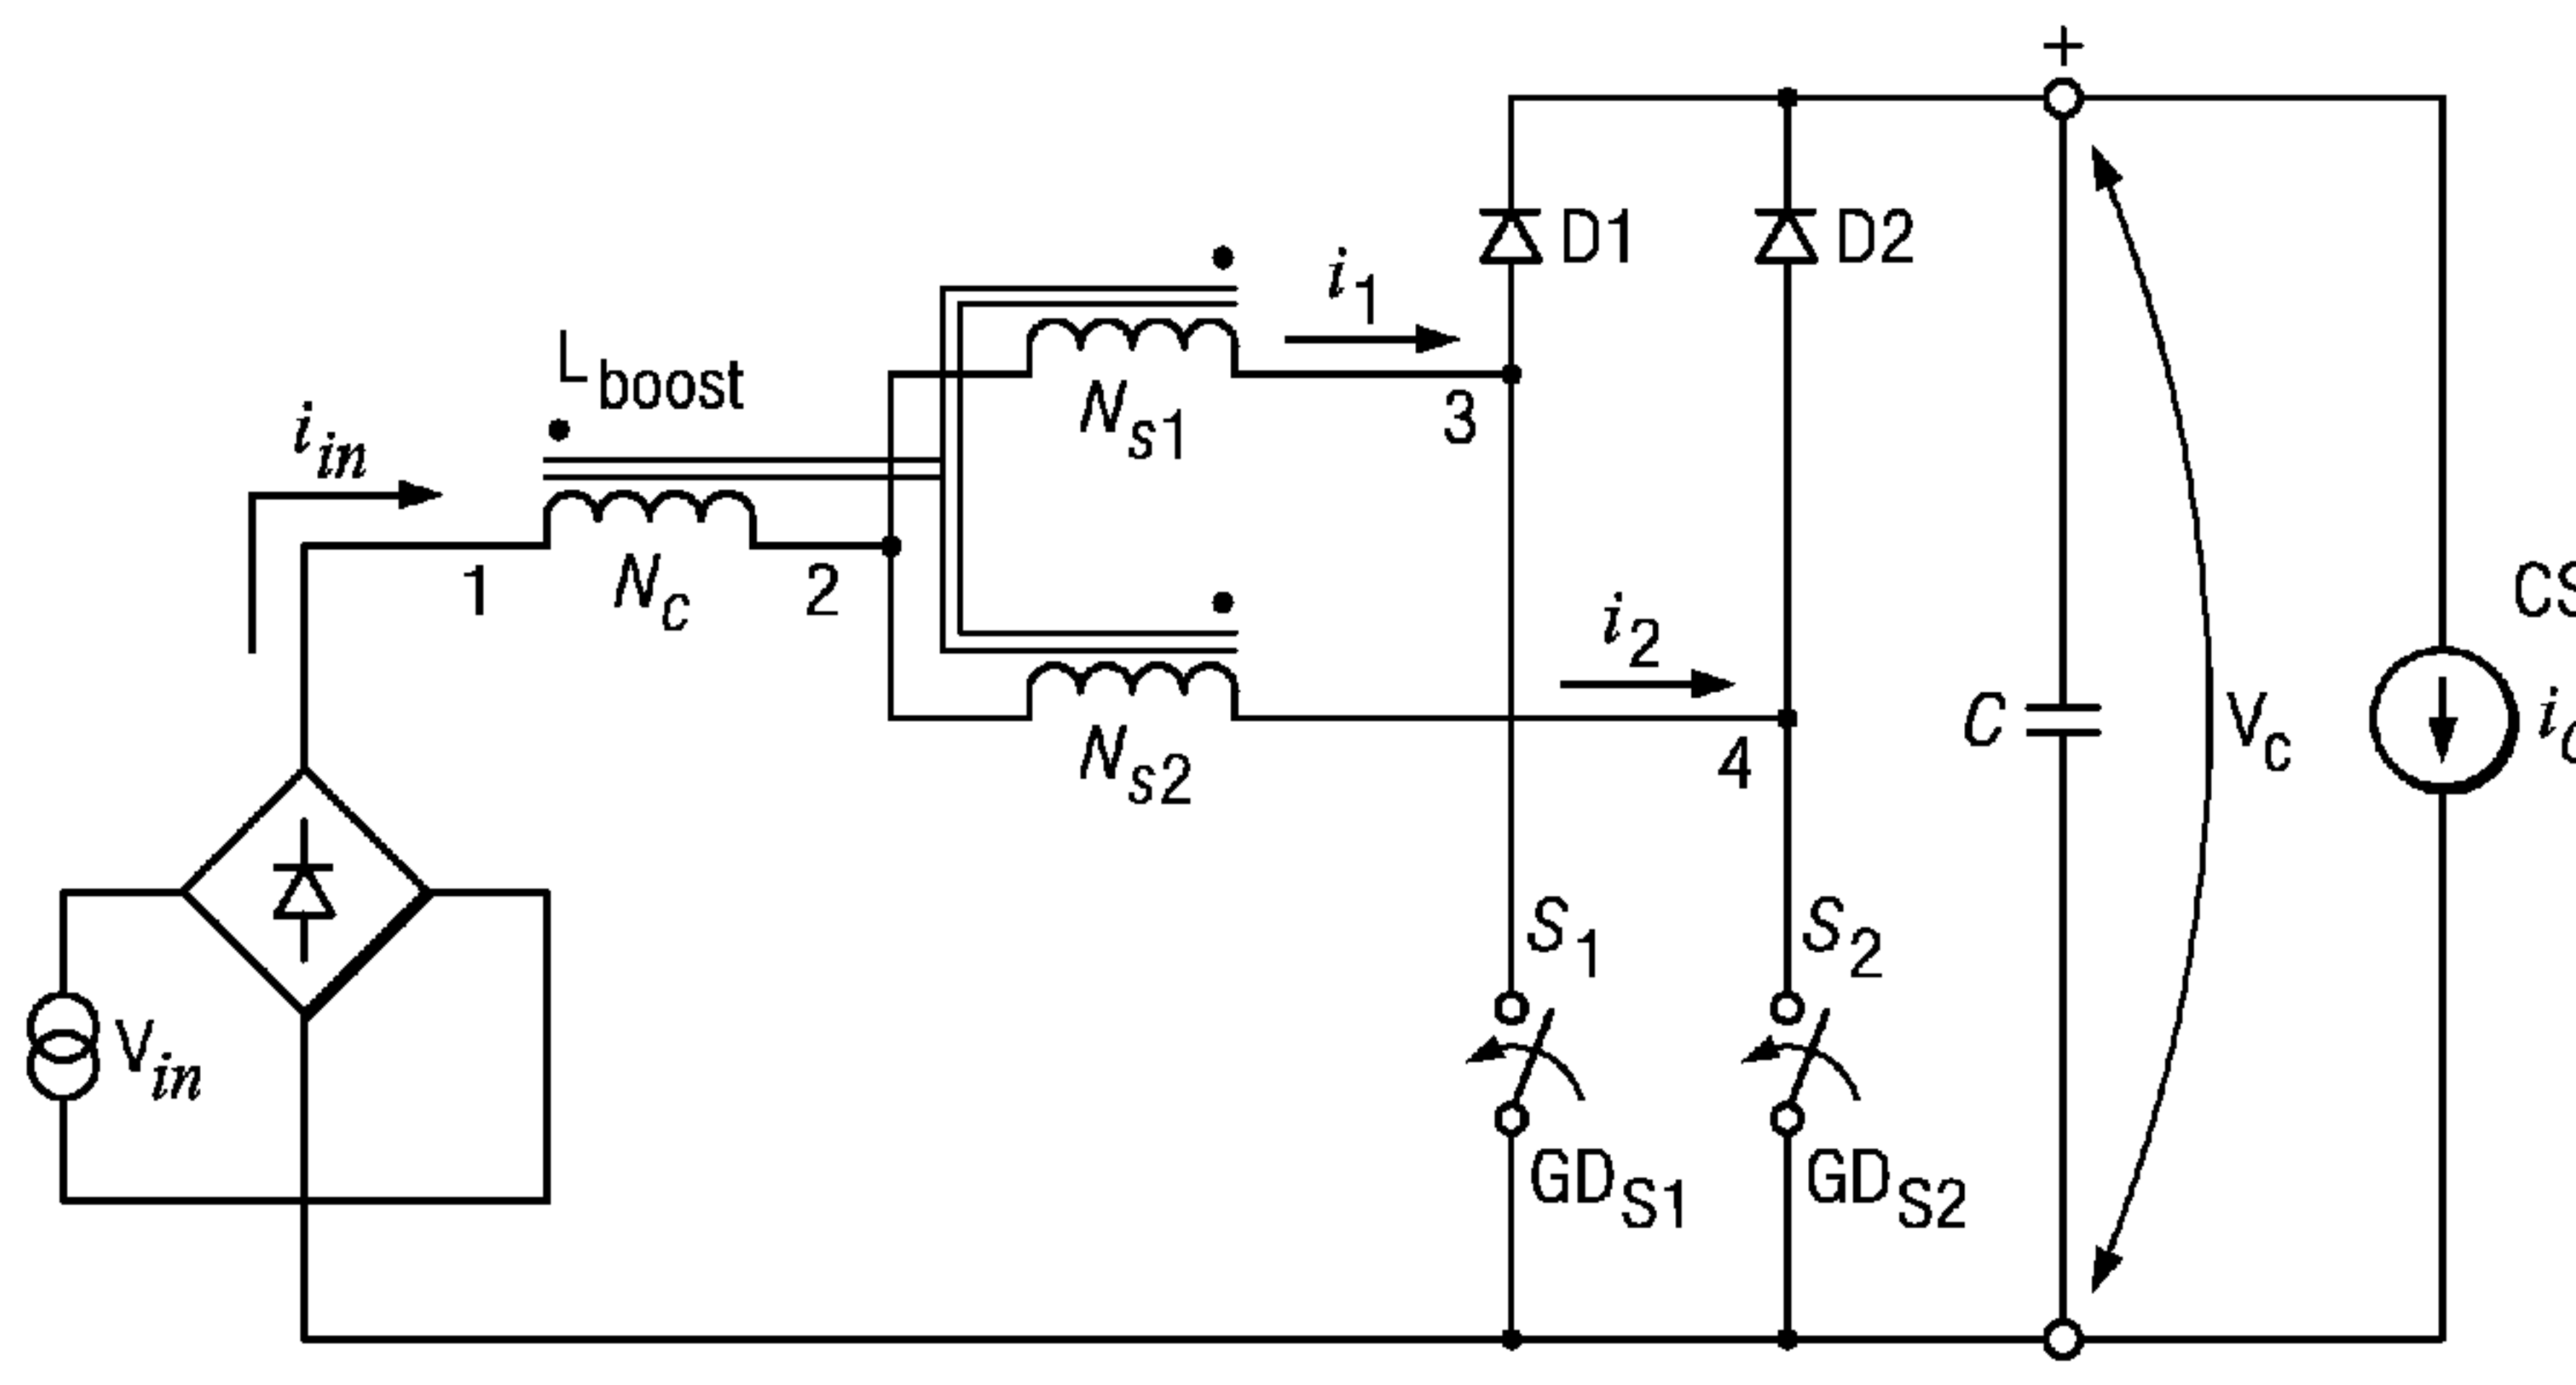 +
D1
D2
i1
Lboost
Ns1
3
iin
1
Nc
2
i2
CS
Ns2
4
C
Vc
S1
S2
Vin
GDS1
GDS2